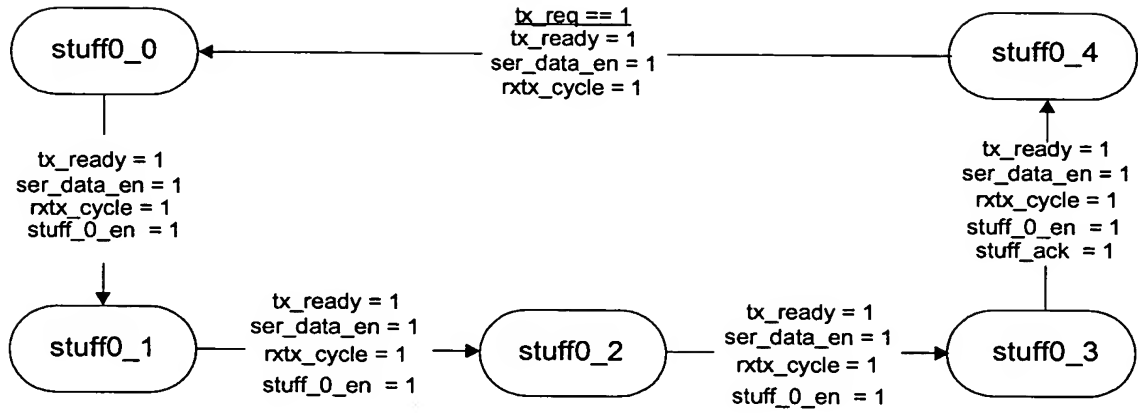 stuff0_0
tx_req == 1
tx_ready = 1
ser_data_en = 1
rxtx_cycle = 1
stuff0_4
tx_ready = 1
ser_data_en = 1
rxtx_cycle = 1
stuff_0_en = 1
tx_ready = 1
ser_data_en = 1
rxtx_cycle = 1
stuff_0_en = 1
stuff_ack = 1
stuff0_1
tx_ready = 1
ser_data_en = 1
rxtx_cycle = 1
stuff_0_en = 1
stuff0_2
tx_ready = 1
ser_data_en = 1
rxtx_cycle = 1
stuff_0_en = 1
stuff0_3